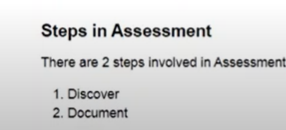 Steps in Assessment
There are 2 steps involved in Assessment
1. Discover
2. Document